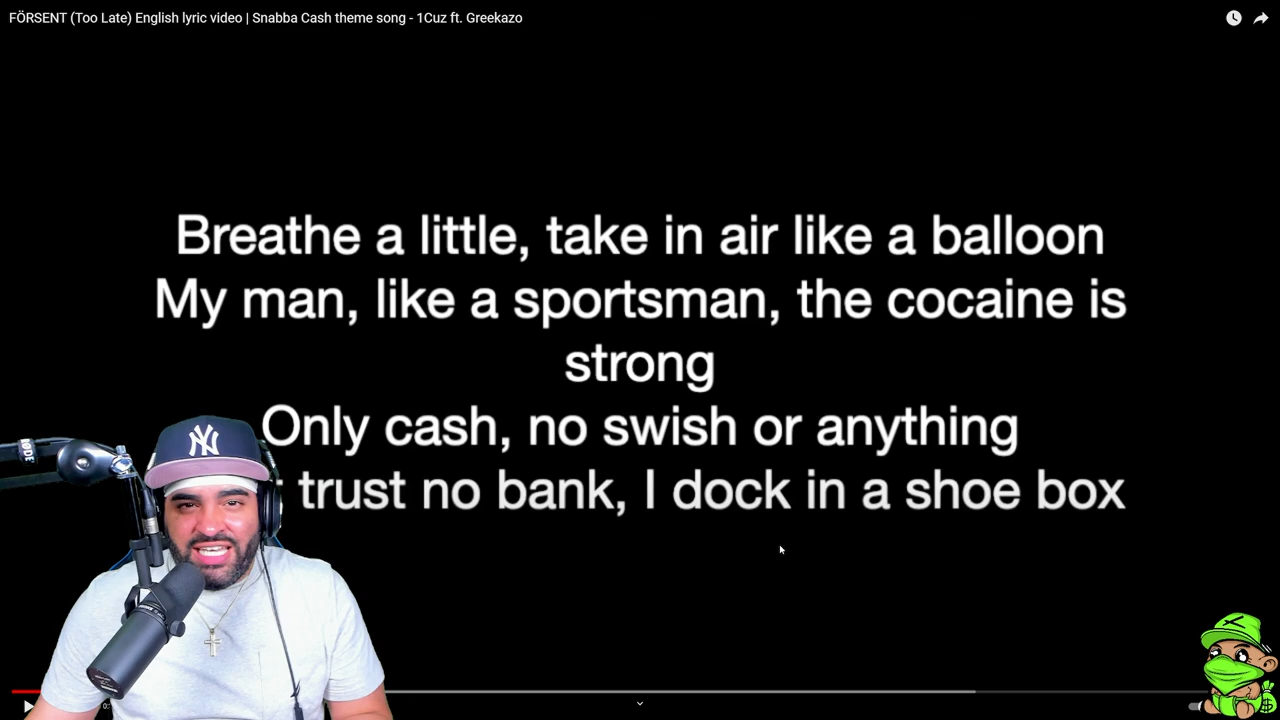 FÖRSENT (Too Late) English lyric video | Snabba Cash theme song - 1Cuz ft. Greekazo
Breathe a little, take in air like a balloon
My man, like a sportsman, the cocaine is
strong
Only cash, no swish or anything
trust no bank, I dock in a shoe box